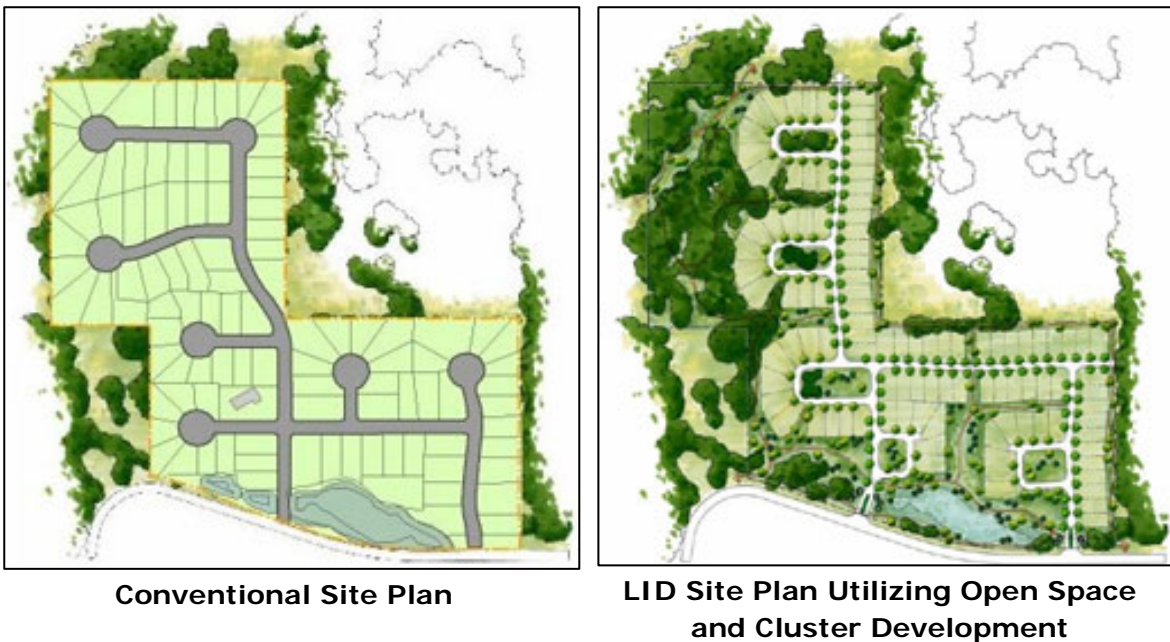 Conventional Site Plan
LID Site Plan Utilizing Open Space
and Cluster Development